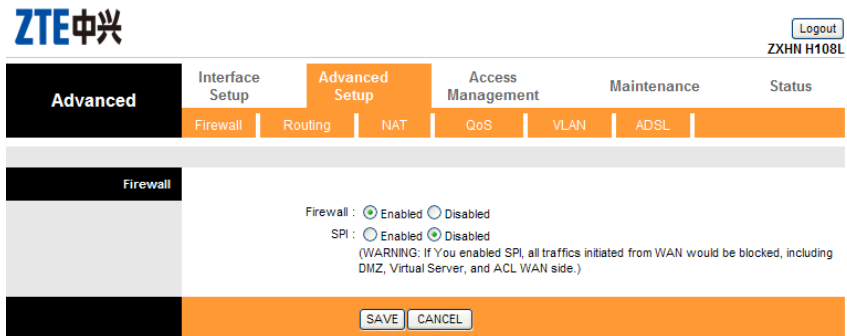 ZTE中兴
Logout
ZXHN H108L
Advanced
Interface Setup
Advanced Setup
Access Management
Maintenance
Status
Firewall
Routing
NAT
QoS
VLAN
ADSL
Firewall
Firewall : Enabled Disabled
SPI : Enabled Disabled
(WARNING: If You enabled SPI, all traffics initiated from WAN would be blocked, including
DMZ, Virtual Server, and ACL WAN side.)
SAVE CANCEL